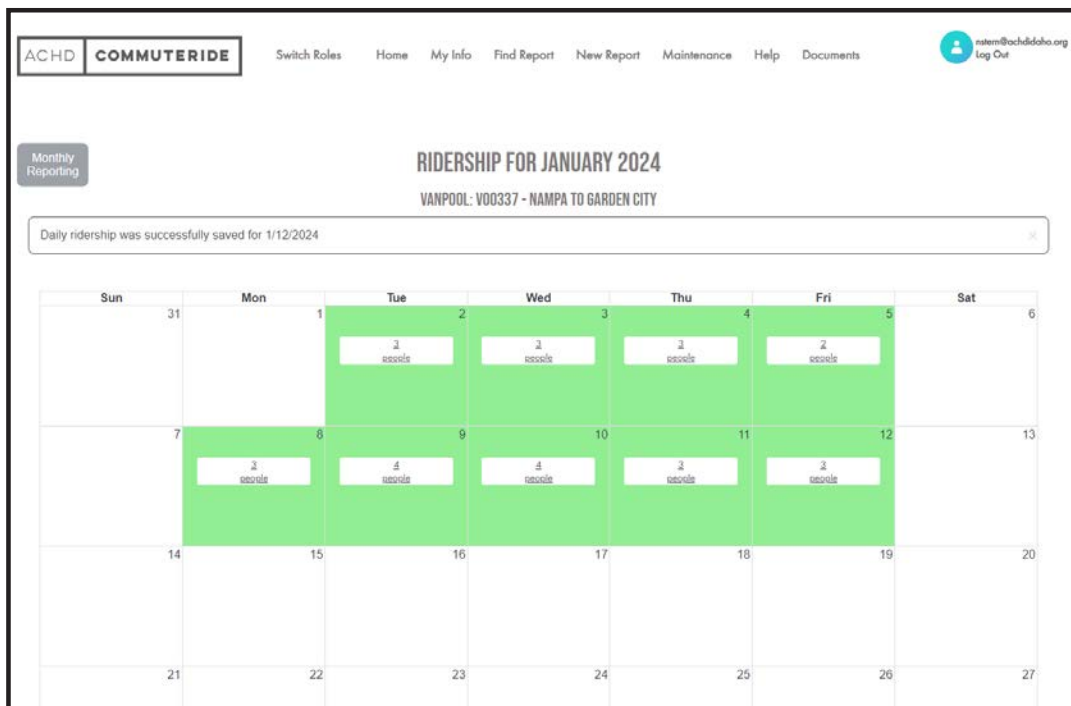 ACHD COMMUTERIDE
Switch Roles Home My Info Find Report New Report Maintenance Help Documents
nstern@achdidaho.org
Log Out
Monthly
Reporting
RIDERSHIP FOR JANUARY 2024
VANPOOL: V00337 - NAMPA TO GARDEN CITY
Daily ridership was successfully saved for 1/12/2024 ×
Sun Mon Tue Wed Thu Fri Sat
31 1 2 3 4 5 6
3 3 3 2
people people people people
7 8 9 10 11 12 13
3 4 4 3 3
people people people people people
14 15 16 17 18 19 20
21 22 23 24 25 26 27